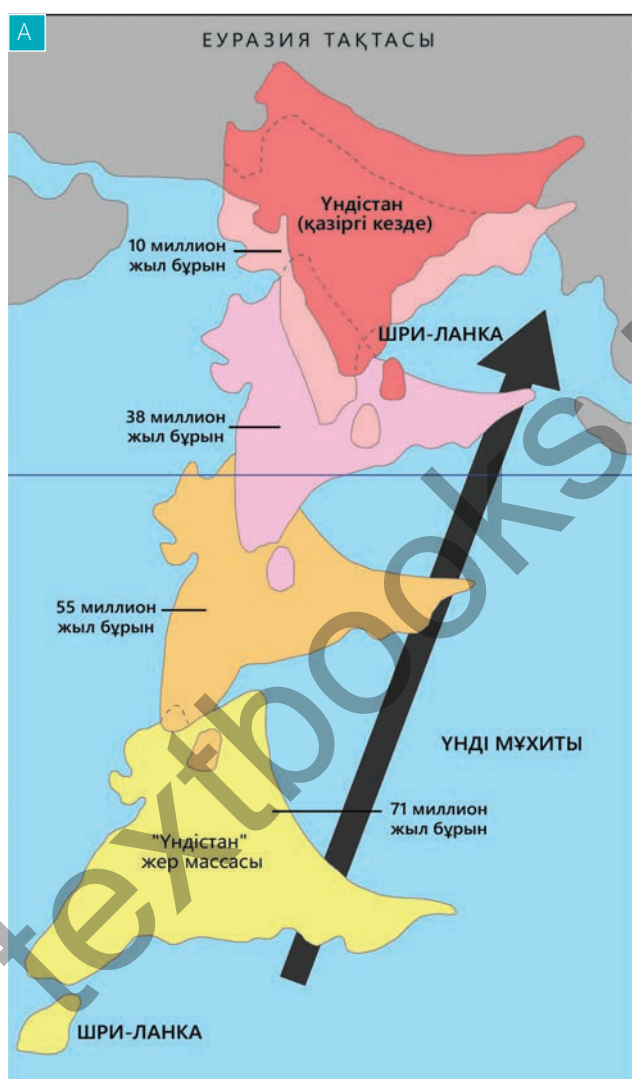 A
ЕУРАЗИЯ ТАҚТАСЫ
Үндістан
(қазіргі кезде)
10 миллион
жыл бұрын
ШРИ-ЛАНКА
38 миллион
жыл бұрын
55 миллион
жыл бұрын
ҮНДІ МҰХИТЫ
71 миллион
жыл бұрын
"Үндістан"
жер массасы
ШРИ-ЛАНКА
textbooks